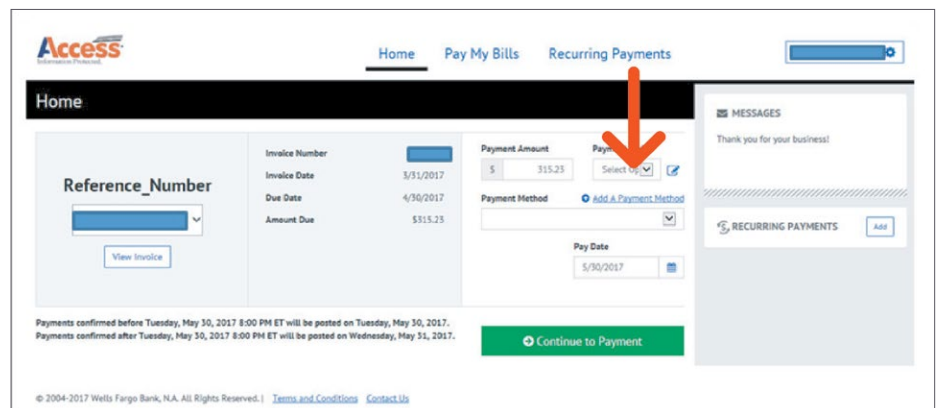 Access
Information Protected.
Home Pay My Bills Recurring Payments
Home
Reference_Number
View Invoice
Invoice Number
Invoice Date 3/31/2017
Due Date 4/30/2017
Amount Due $315.23
Payment Amount
$ 315.23
Select
Payment Method Add A Payment Method
Pay Date
5/30/2017
Continue to Payment
MESSAGES
Thank you for your business!
RECURRING PAYMENTS Add
Payments confirmed before Tuesday, May 30, 2017 8:00 PM ET will be posted on Tuesday, May 30, 2017.
Payments confirmed after Tuesday, May 30, 2017 8:00 PM ET will be posted on Wednesday, May 31, 2017.
© 2004-2017 Wells Fargo Bank, N.A. All Rights Reserved. | Terms and Conditions Contact Us